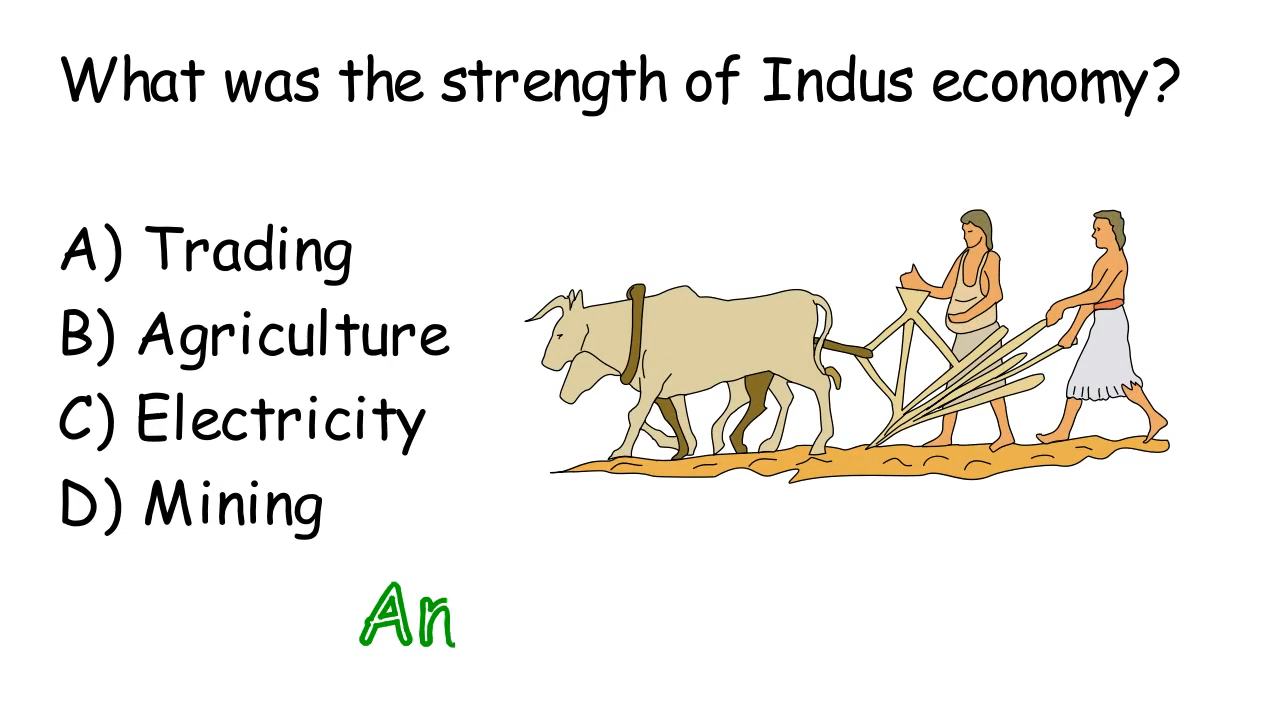 What was the strength of Indus economy?
A) Trading
B) Agriculture
C) Electricity
D) Mining
An